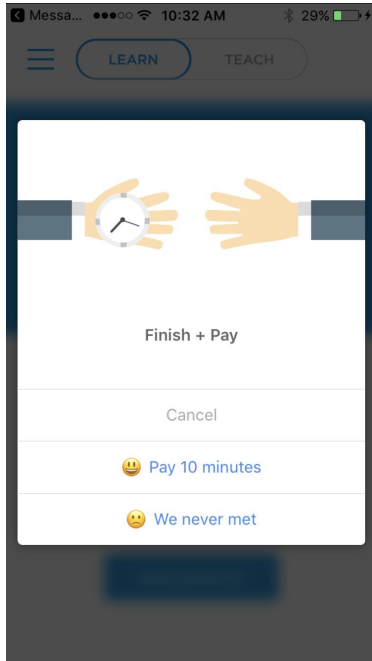 Messa... 10:32 AM 29%
LEARN TEACH
Finish + Pay
Cancel
😃 Pay 10 minutes
🙁 We never met